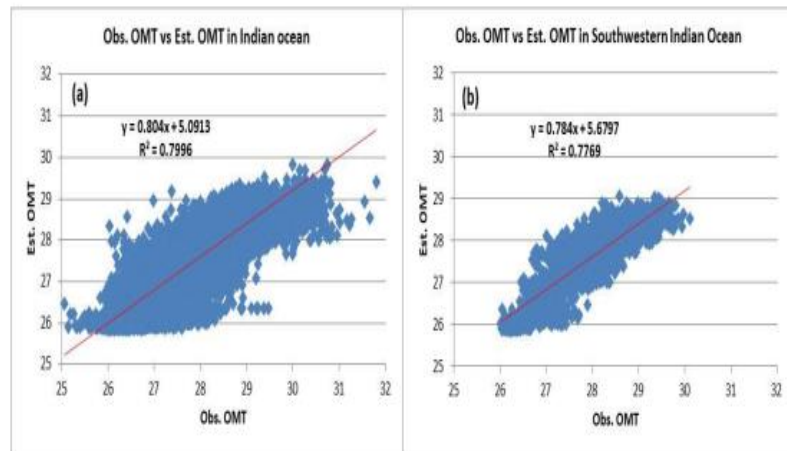 Obs. OMT vs Est. OMT in Indian ocean
(a)
y = 0.804x + 5.0913
R² = 0.7996
Est. OMT
32
31
30
29
28
27
26
25
25 26 27 28 29 30 31 32
Obs. OMT
Obs. OMT vs Est. OMT in Southwestern Indian Ocean
(b)
y = 0.784x + 5.6797
R² = 0.7769
Est. OMT
32
31
30
29
28
27
26
25
25 26 27 28 29 30 31 32
Obs. OMT